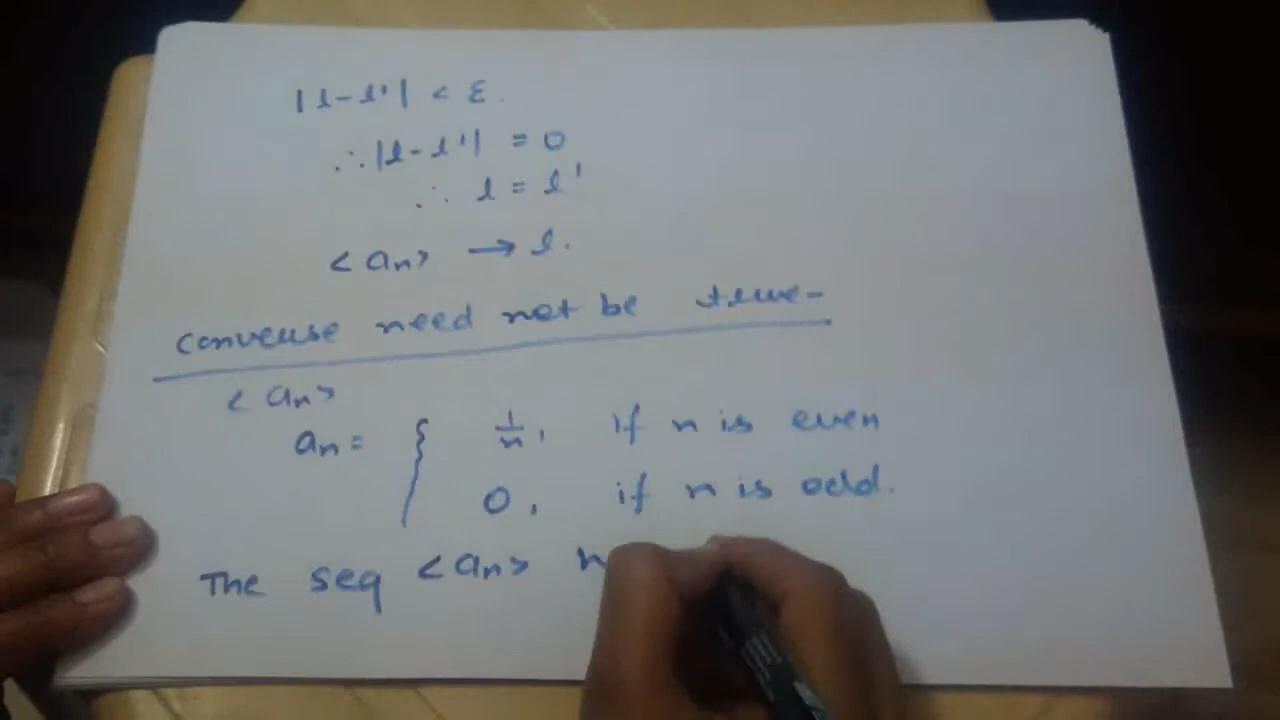 |l-l'| < ε.
∴ |l-l'| = 0
∴ l = l'
<an> → l.
Converse need not be true-
<an>
an = { 1/n, if n is even
0, if n is odd.
The seq <an>